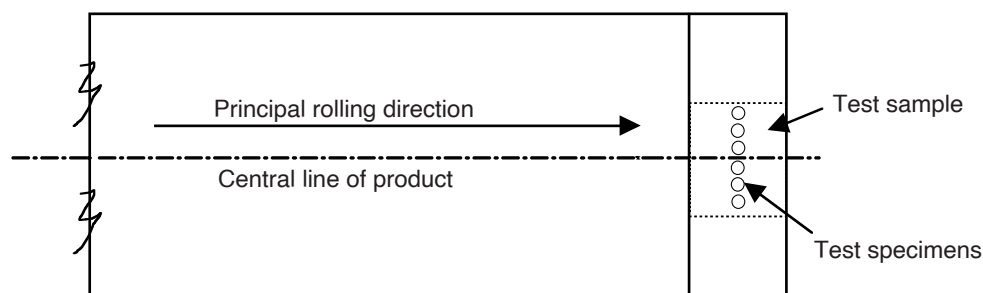 Principal rolling direction
Test sample
Central line of product
Test specimens